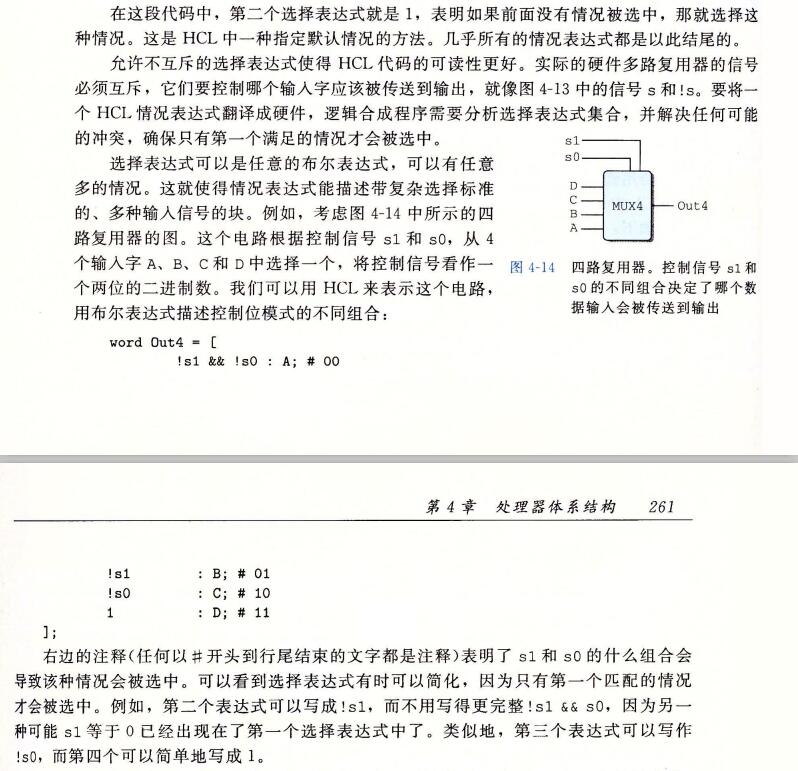 在这段代码中，第二个选择表达式就是 1，表明如果前面没有情况被选中，那就选择这
种情况。这是 HCL 中一种指定默认情况的方法。几乎所有的情况表达式都是以此结尾的。
允许不互斥的选择表达式使得 HCL 代码的可读性更好。实际的硬件多路复用器的信号
必须互斥，它们要控制哪个输入字应该被传送到输出，就像图 4-13 中的信号 s 和!s。要将一
个 HCL 情况表达式翻译成硬件，逻辑合成程序需要分析选择表达式集合，并解决任何可能
的冲突，确保只有第一个满足的情况才会被选中。
选择表达式可以是任意的布尔表达式，可以有任意
多的情况。这就使得情况表达式能描述带复杂选择标准
的、多种输入信号的块。例如，考虑图 4-14 中所示的四
路复用器的图。这个电路根据控制信号 s1 和 s0，从 4
个输入字 A、B、C 和 D 中选择一个，将控制信号看作一
个两位的二进制数。我们可以用 HCL 来表示这个电路，
用布尔表达式描述控制位模式的不同组合：
s1
s0
D
C
B
A
MUX4
Out4
图 4-14 四路复用器。控制信号 s1 和
s0 的不同组合决定了哪个数
据输入会被传送到输出
word Out4 = [
!s1 && !s0 : A; # 00
第 4 章 处理器体系结构 261
!s1 : B; # 01
!s0 : C; # 10
1 : D; # 11
];
右边的注释(任何以＃开头到行尾结束的文字都是注释)表明了 s1 和 s0 的什么组合会
导致该种情况会被选中。可以看到选择表达式有时可以简化，因为只有第一个匹配的情况
才会被选中。例如，第二个表达式可以写成!s1，而不用写得更完整!s1 && s0，因为另一
种可能 s1 等于 0 已经出现在了第一个选择表达式中了。类似地，第三个表达式可以写作
!s0，而第四个可以简单地写成 1。